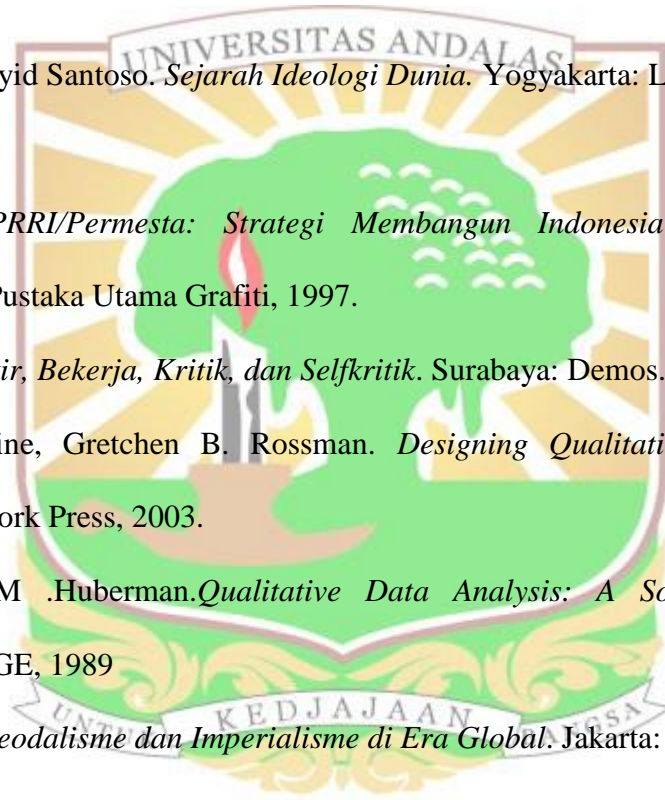 UNIVERSITAS ANDALAS
yid Santoso. Sejarah Ideologi Dunia. Yogyakarta: L
PRRI/Permesta: Strategi Membangun Indonesia
Pustaka Utama Grafiti, 1997.
ir, Bekerja, Kritik, dan Selfkritik. Surabaya: Demos.
ine, Gretchen B. Rossman. Designing Qualitati
ork Press, 2003.
M .Huberman.Qualitative Data Analysis: A So
GE, 1989
UNTUK KEDJAJAAN BANGSA
eodalisme dan Imperialisme di Era Global. Jakarta: